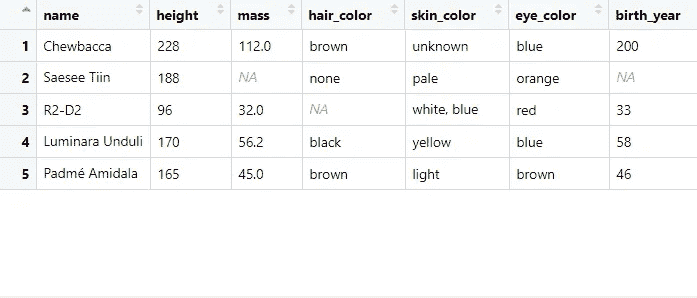 name height mass hair_color skin_color eye_color birth_year
1 Chewbacca 228 112.0 brown unknown blue 200
2 Saesee Tiin 188 NA none pale orange NA
3 R2-D2 96 32.0 NA white, blue red 33
4 Luminara Unduli 170 56.2 black yellow blue 58
5 Padmé Amidala 165 45.0 brown light brown 46